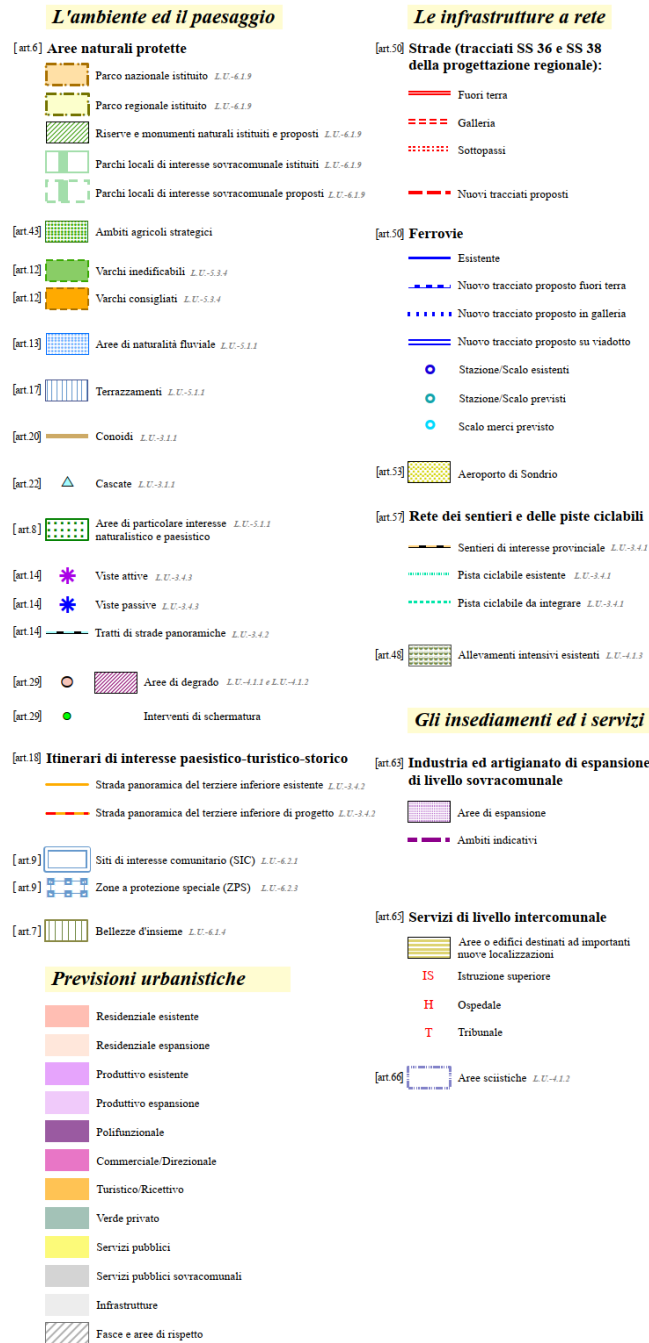 L'ambiente ed il paesaggio
[art.6] Aree naturali protette
Parco nazionale istituito L.U.-6.1.9
Parco regionale istituito L.U.-6.1.9
Riserve e monumenti naturali istituiti e proposti L.U.-6.1.9
Parchi locali di interesse sovracomunale istituiti L.U.-6.1.9
Parchi locali di interesse sovracomunale proposti L.U.-6.1.9
[art.43] Ambiti agricoli strategici
[art.12] Varchi inedificabili L.U.-5.3.4
[art.12] Varchi consigliati L.U.-5.3.4
[art.13] Aree di naturalità fluviale L.U.-5.1.1
[art.17] Terrazzamenti L.U.-5.1.1
[art.20] Conoidi L.U.-3.1.1
[art.22] Cascate L.U.-3.1.1
[art.8] Aree di particolare interesse L.U.-5.1.1
naturalistico e paesistico
[art.14] Viste attive L.U.-3.4.3
[art.14] Viste passive L.U.-3.4.3
[art.14] Tratti di strade panoramiche L.U.-3.4.2
[art.29] Aree di degrado L.U.-4.1.1 e L.U.-4.1.2
[art.29] Interventi di schermatura
[art.18] Itinerari di interesse paesistico-turistico-storico
Strada panoramica del terziere inferiore esistente L.U.-3.4.2
Strada panoramica del terziere inferiore di progetto L.U.-3.4.2
[art.9] Siti di interesse comunitario (SIC) L.U.-6.2.1
[art.9] Zone a protezione speciale (ZPS) L.U.-6.2.3
[art.7] Bellezze d'insieme L.U.-6.1.4
Previsioni urbanistiche
Residenziale esistente
Residenziale espansione
Produttivo esistente
Produttivo espansione
Polifunzionale
Commerciale/Direzionale
Turistico/Ricettivo
Verde privato
Servizi pubblici
Servizi pubblici sovracomunali
Infrastrutture
Fasce e aree di rispetto
Le infrastrutture a rete
[art.50] Strade (tracciati SS 36 e SS 38
della progettazione regionale):
Fuori terra
Galleria
Sottopassi
Nuovi tracciati proposti
[art.50] Ferrovie
Esistente
Nuovo tracciato proposto fuori terra
Nuovo tracciato proposto in galleria
Nuovo tracciato proposto su viadotto
Stazione/Scalo esistenti
Stazione/Scalo previsti
Scalo merci previsto
[art.53] Aeroporto di Sondrio
[art.57] Rete dei sentieri e delle piste ciclabili
Sentieri di interesse provinciale L.U.-3.4.1
Pista ciclabile esistente L.U.-3.4.1
Pista ciclabile da integrare L.U.-3.4.1
[art.48] Allevamenti intensivi esistenti L.U.-4.1.3
Gli insediamenti ed i servizi
[art.63] Industria ed artigianato di espansione
di livello sovracomunale
Aree di espansione
Ambiti indicativi
[art.65] Servizi di livello intercomunale
Aree o edifici destinati ad importanti
nuove localizzazioni
IS Istruzione superiore
H Ospedale
T Tribunale
[art.66] Aree sciistiche L.U.-4.1.2